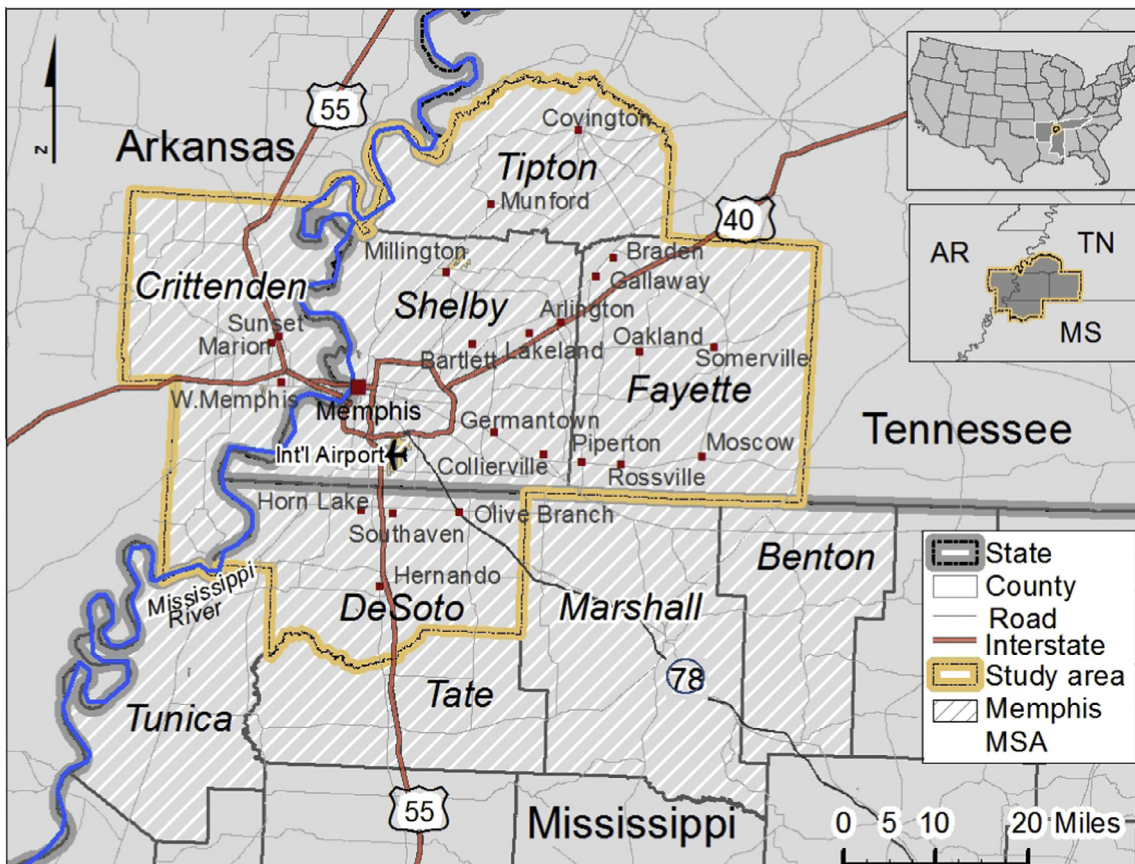 55
Arkansas
z
Covington
Tipton
Munford
40
AR
TN
MS
Millington
Braden
Gallaway
Crittenden
Shelby
Arlington
Sunset
Marion
Bartlett
Lakeland
Oakland
Somerville
W.Memphis
Memphis
Fayette
Germantown
Tennessee
Int'l Airport
Collierville
Piperton
Moscow
Rossville
Horn Lake
Southaven
Olive Branch
Mississippi
River
Hernando
DeSoto
Marshall
Benton
78
Tunica
Tate
55
Mississippi
State
County
Road
Interstate
Study area
Memphis
MSA
0 5 10 20 Miles